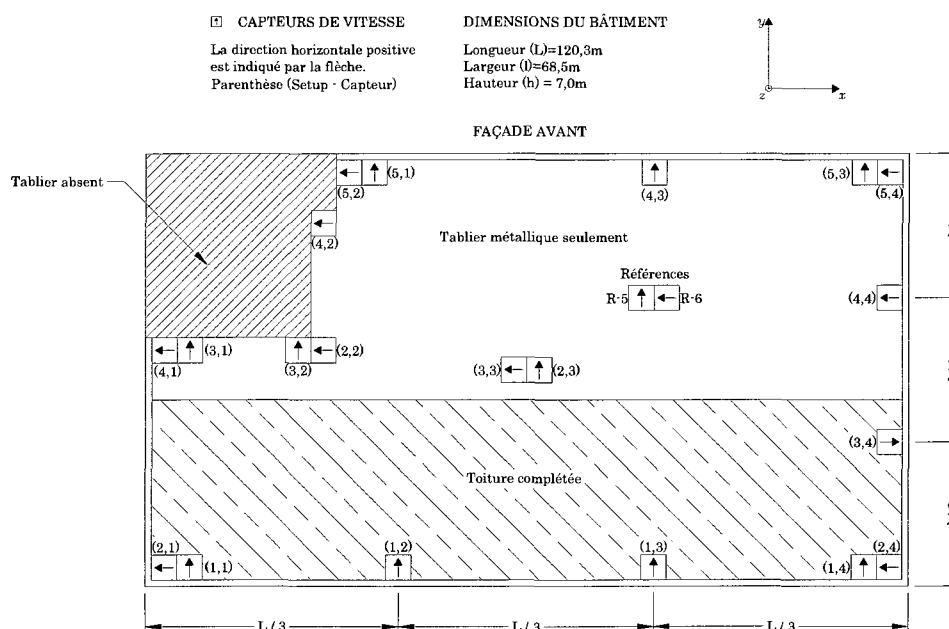 CAPTEURS DE VITESSE
La direction horizontale positive
est indiqué par la flèche.
Parenthèse (Setup - Capteur)
DIMENSIONS DU BÂTIMENT
Longueur (L)=120,3m
Largeur (l)=68,5m
Hauteur (h) = 7,0m
y
z
x
FAÇADE AVANT
Tablier absent
(5,1)
(5,2)
(4,3)
(5,3)
(5,4)
(4,2)
Tablier métallique seulement
Références
R-5
R-6
(4,4)
(3,1)
(4,1)
(3,2)
(2,2)
(3,3)
(2,3)
(3,4)
Toiture complétée
(2,1)
(1,1)
(1,2)
(1,3)
(2,4)
(1,4)
L / 3
L / 3
L / 3